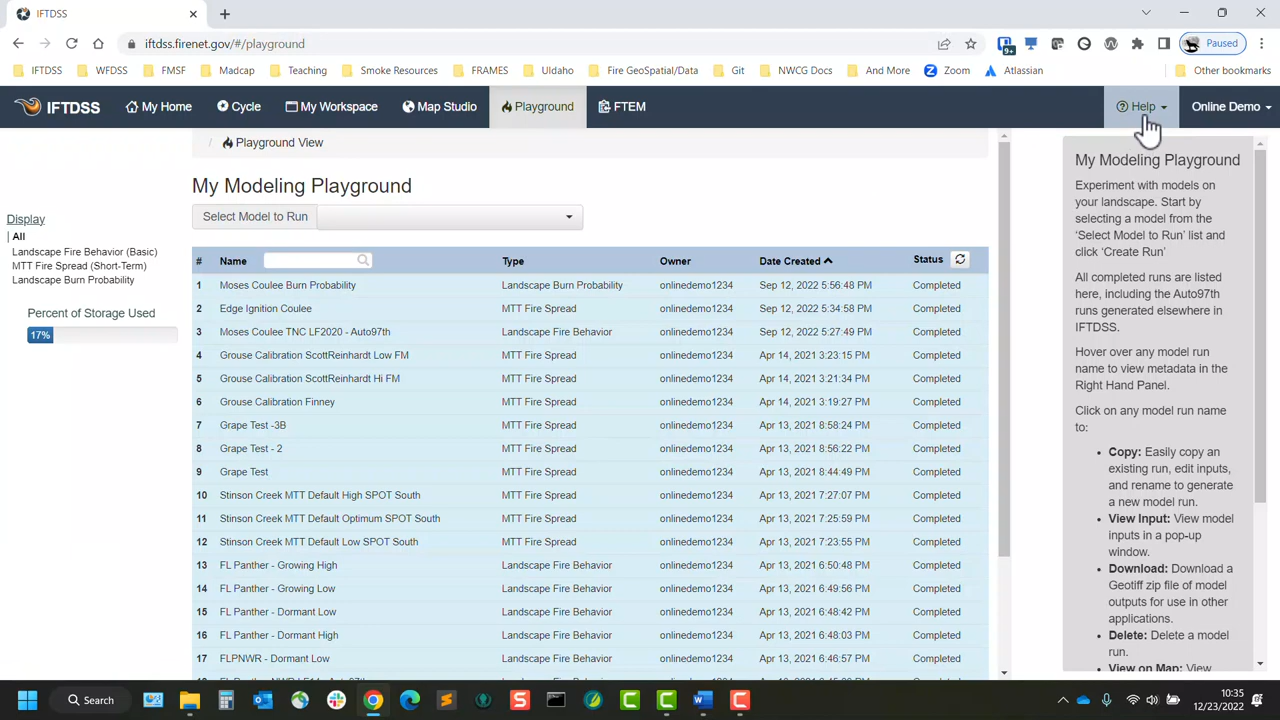 IFTDSS
iftdss.firenet.gov/#/playground
9+
Paused
IFTDSS
WFDSS
FMSF
Madcap
Teaching
Smoke Resources
FRAMES
UIdaho
Fire GeoSpatial/Data
Git
NWCG Docs
And More
Zoom
Atlassian
Other bookmarks
IFTDSS
My Home
Cycle
My Workspace
Map Studio
Playground
FTEM
Help
Online Demo
/ Playground View
My Modeling Playground
Select Model to Run
Display
All
Landscape Fire Behavior (Basic)
MTT Fire Spread (Short-Term)
Landscape Burn Probability
Percent of Storage Used
17%
# Name Type Owner Date Created Status
1 Moses Coulee Burn Probability Landscape Burn Probability onlinedemo1234 Sep 12, 2022 5:56:48 PM Completed
2 Edge Ignition Coulee MTT Fire Spread onlinedemo1234 Sep 12, 2022 5:34:58 PM Completed
3 Moses Coulee TNC LF2020 - Auto97th Landscape Fire Behavior onlinedemo1234 Sep 12, 2022 5:27:49 PM Completed
4 Grouse Calibration ScottReinhardt Low FM MTT Fire Spread onlinedemo1234 Apr 14, 2021 3:23:15 PM Completed
5 Grouse Calibration ScottReinhardt Hi FM MTT Fire Spread onlinedemo1234 Apr 14, 2021 3:21:34 PM Completed
6 Grouse Calibration Finney MTT Fire Spread onlinedemo1234 Apr 14, 2021 3:19:27 PM Completed
7 Grape Test -3B MTT Fire Spread onlinedemo1234 Apr 13, 2021 8:58:24 PM Completed
8 Grape Test - 2 MTT Fire Spread onlinedemo1234 Apr 13, 2021 8:56:22 PM Completed
9 Grape Test MTT Fire Spread onlinedemo1234 Apr 13, 2021 8:44:49 PM Completed
10 Stinson Creek MTT Default High SPOT South MTT Fire Spread onlinedemo1234 Apr 13, 2021 7:27:07 PM Completed
11 Stinson Creek MTT Default Optimum SPOT South MTT Fire Spread onlinedemo1234 Apr 13, 2021 7:25:59 PM Completed
12 Stinson Creek MTT Default Low SPOT South MTT Fire Spread onlinedemo1234 Apr 13, 2021 7:23:55 PM Completed
13 FL Panther - Growing High Landscape Fire Behavior onlinedemo1234 Apr 13, 2021 6:50:48 PM Completed
14 FL Panther - Growing Low Landscape Fire Behavior onlinedemo1234 Apr 13, 2021 6:49:56 PM Completed
15 FL Panther - Dormant Low Landscape Fire Behavior onlinedemo1234 Apr 13, 2021 6:48:42 PM Completed
16 FL Panther - Dormant High Landscape Fire Behavior onlinedemo1234 Apr 13, 2021 6:48:03 PM Completed
17 FLPNWR - Dormant Low Landscape Fire Behavior onlinedemo1234 Apr 13, 2021 6:46:57 PM Completed
My Modeling Playground
Experiment with models on
your landscape. Start by
selecting a model from the
‘Select Model to Run’ list and
click ‘Create Run’
All completed runs are listed
here, including the Auto97th
runs generated elsewhere in
IFTDSS.
Hover over any model run
name to view metadata in the
Right Hand Panel.
Click on any model run name
to:
• Copy: Easily copy an
existing run, edit inputs,
and rename to generate
a new model run.
• View Input: View model
inputs in a pop-up
window.
• Download: Download a
Geotiff zip file of model
outputs for use in other
applications.
• Delete: Delete a model
run.
• View on Map: View
Search
10:35
12/23/2022